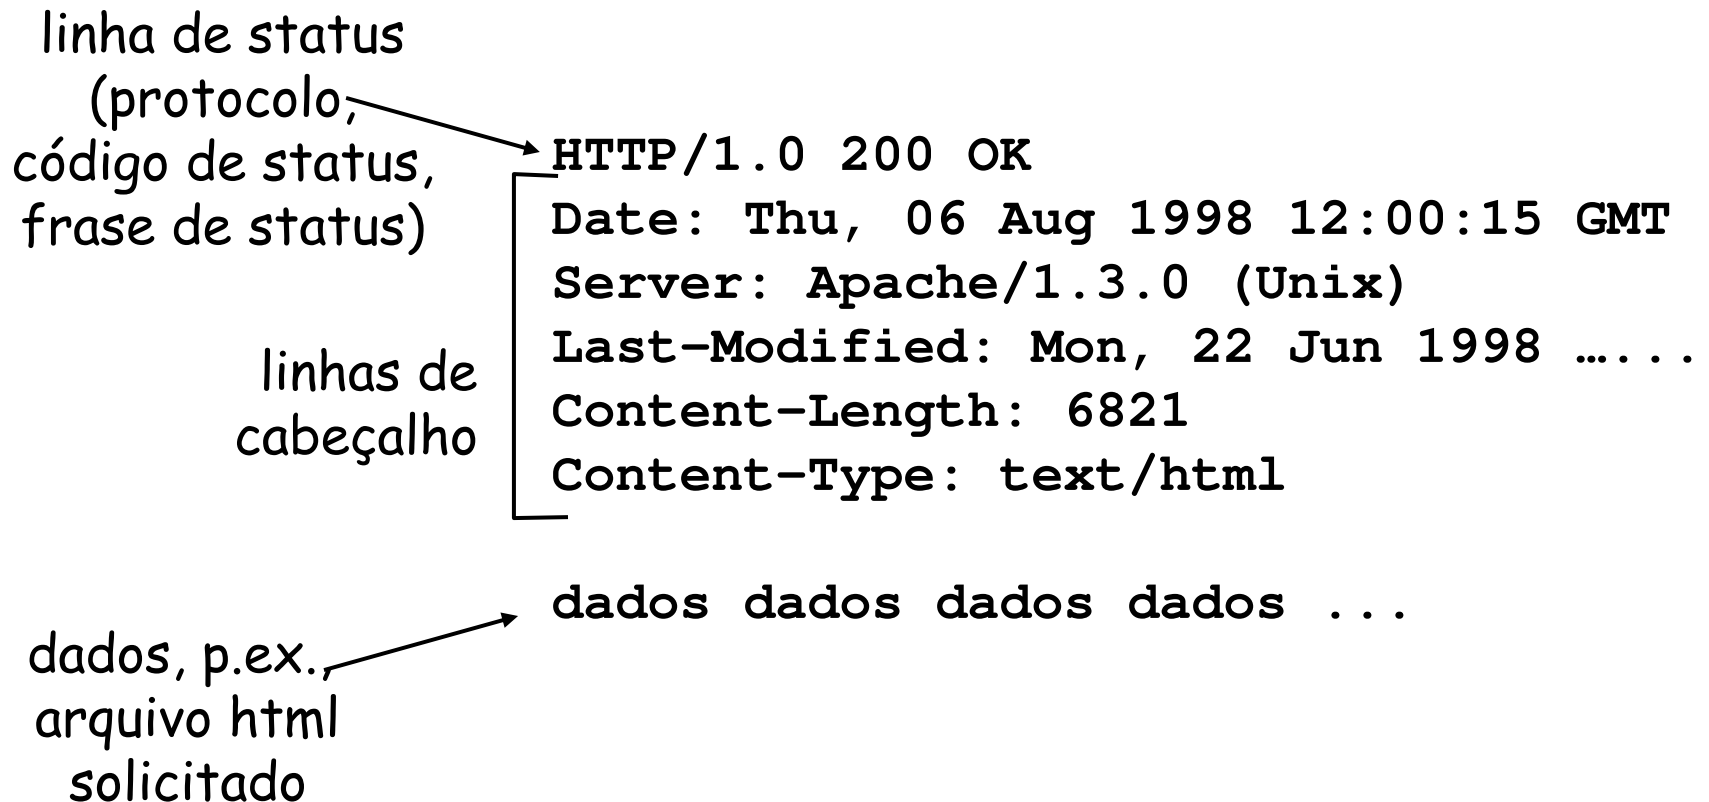 linha de status
(protocolo,
código de status,
frase de status)
HTTP/1.0 200 OK
Date: Thu, 06 Aug 1998 12:00:15 GMT
Server: Apache/1.3.0 (Unix)
Last-Modified: Mon, 22 Jun 1998 …...
Content-Length: 6821
Content-Type: text/html
linhas de
cabeçalho
dados dados dados dados ...
dados, p.ex.,
arquivo html
solicitado